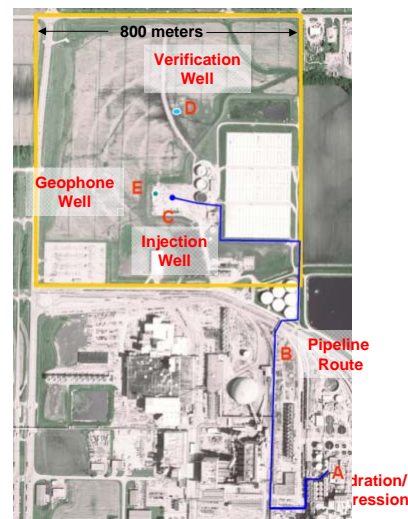 800 meters
Verification
Well
D
Geophone
Well
E
C
Injection
Well
B
Pipeline
Route
A
dration/
ression